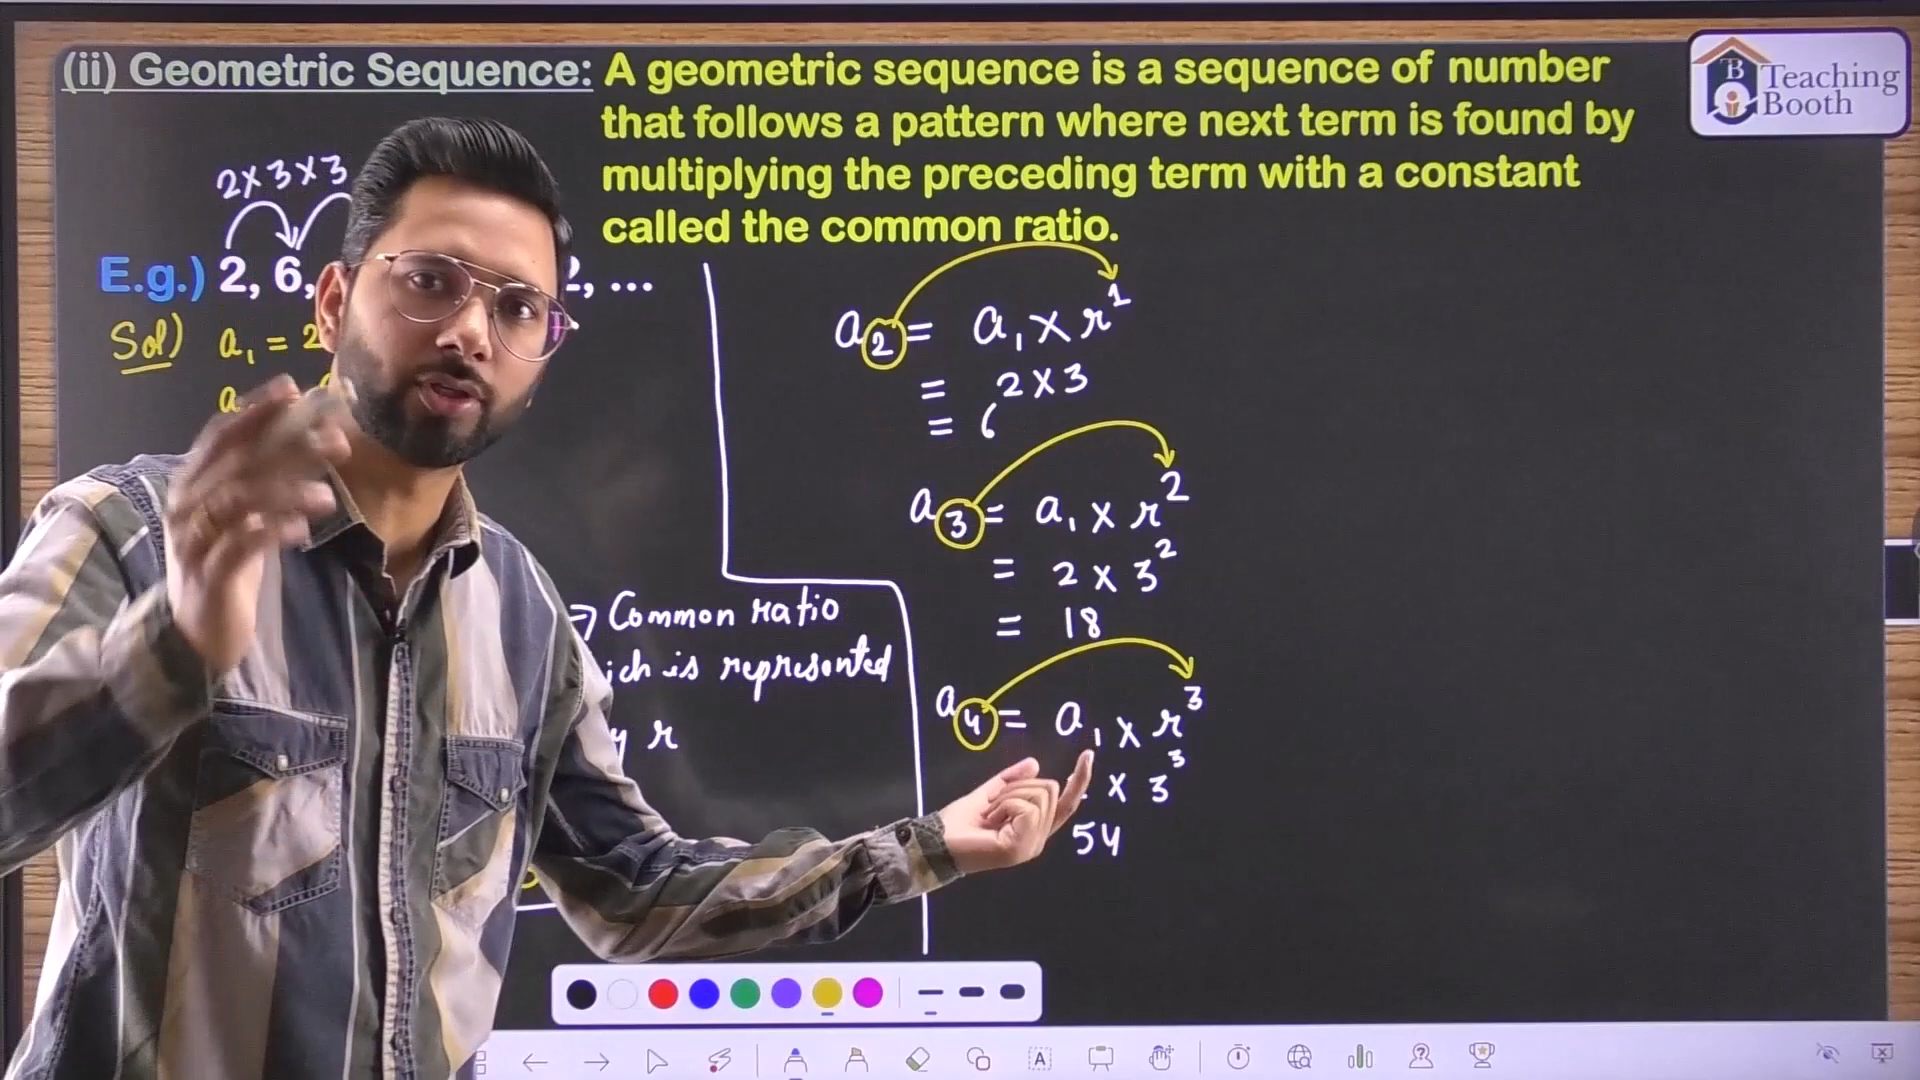 (ii) Geometric Sequence: A geometric sequence is a sequence of number
that follows a pattern where next term is found by
multiplying the preceding term with a constant
called the common ratio.
Teaching
Booth
2×3×3
E.g.) 2, 6, 2, ...
Sol) a₁ = 2
a
→ Common ratio
ich is represented
y r
a₂ = a₁ × r¹
= 2×3
= 6
a₃ = a₁ × r²
= 2 × 3²
= 18
a₄ = a₁ × r³
× 3³
54